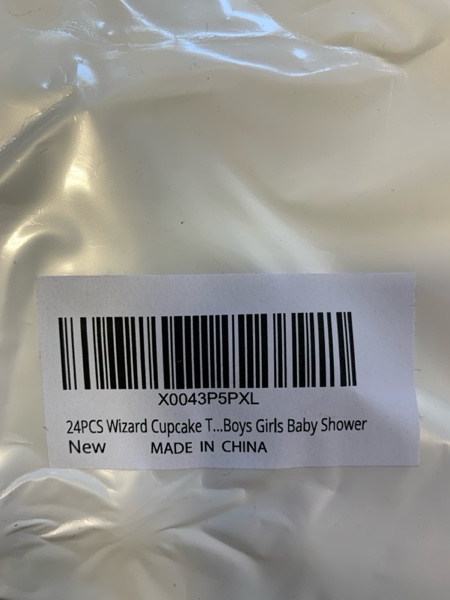 X0043P5PXL
24PCS Wizard Cupcake T...Boys Girls Baby Shower
New MADE IN CHINA